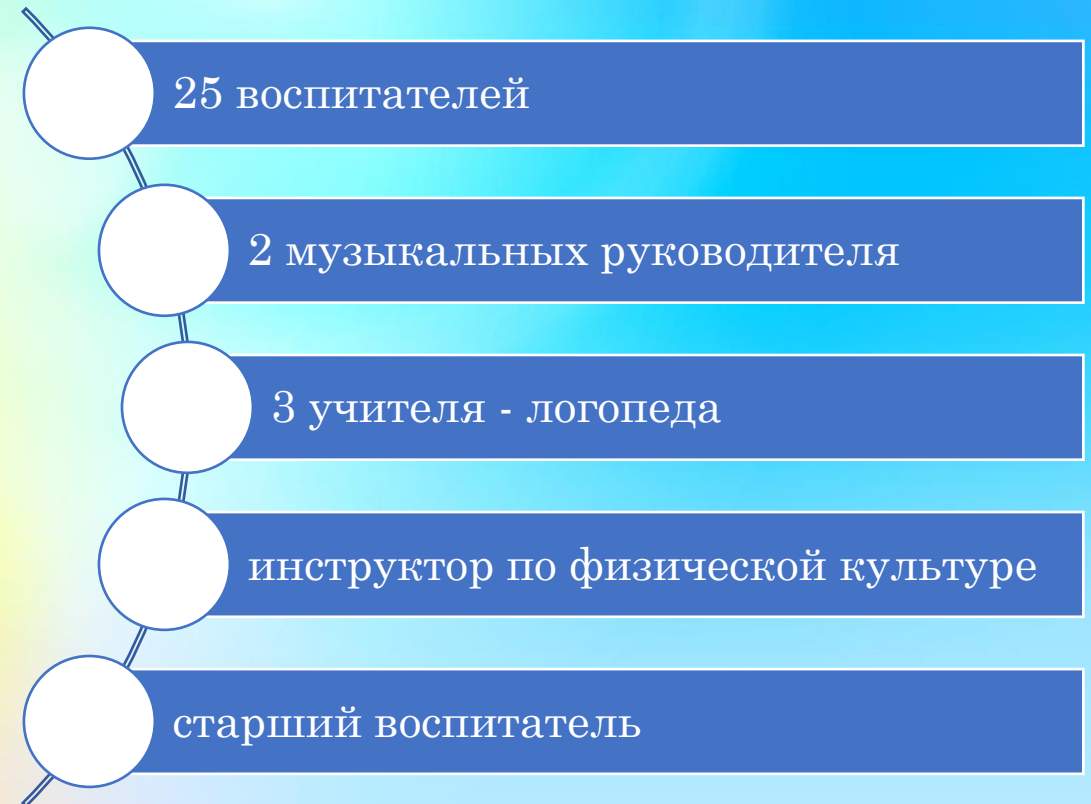 25 воспитателей
2 музыкальных руководителя
3 учителя - логопеда
инструктор по физической культуре
старший воспитатель